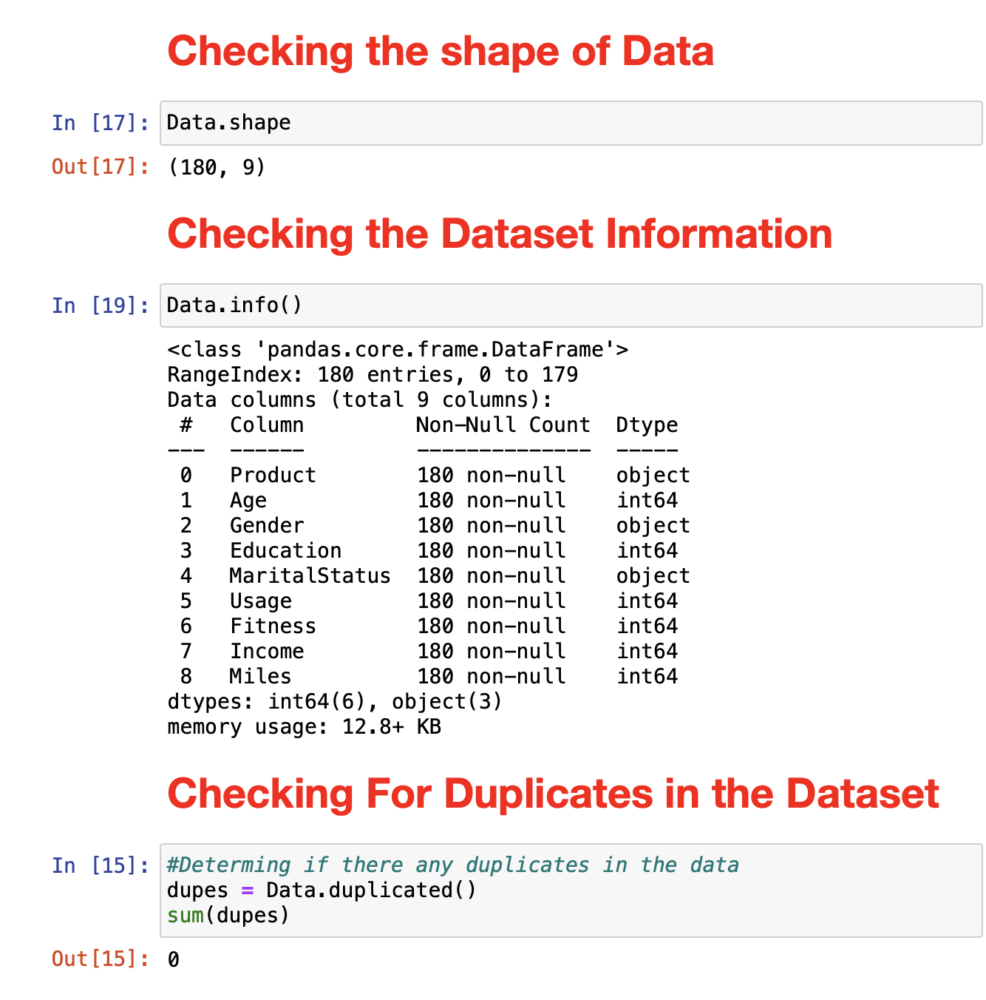 Checking the shape of Data
In [17]: Data.shape
Out[17]: (180, 9)
Checking the Dataset Information
In [19]: Data.info()
<class 'pandas.core.frame.DataFrame'>
RangeIndex: 180 entries, 0 to 179
Data columns (total 9 columns):
 #   Column         Non-Null Count  Dtype
---  ------         --------------  -----
 0   Product        180 non-null    object
 1   Age            180 non-null    int64
 2   Gender         180 non-null    object
 3   Education      180 non-null    int64
 4   MaritalStatus  180 non-null    object
 5   Usage          180 non-null    int64
 6   Fitness        180 non-null    int64
 7   Income         180 non-null    int64
 8   Miles          180 non-null    int64
dtypes: int64(6), object(3)
memory usage: 12.8+ KB
Checking For Duplicates in the Dataset
In [15]: #Determing if there any duplicates in the data
dupes = Data.duplicated()
sum(dupes)
Out[15]: 0